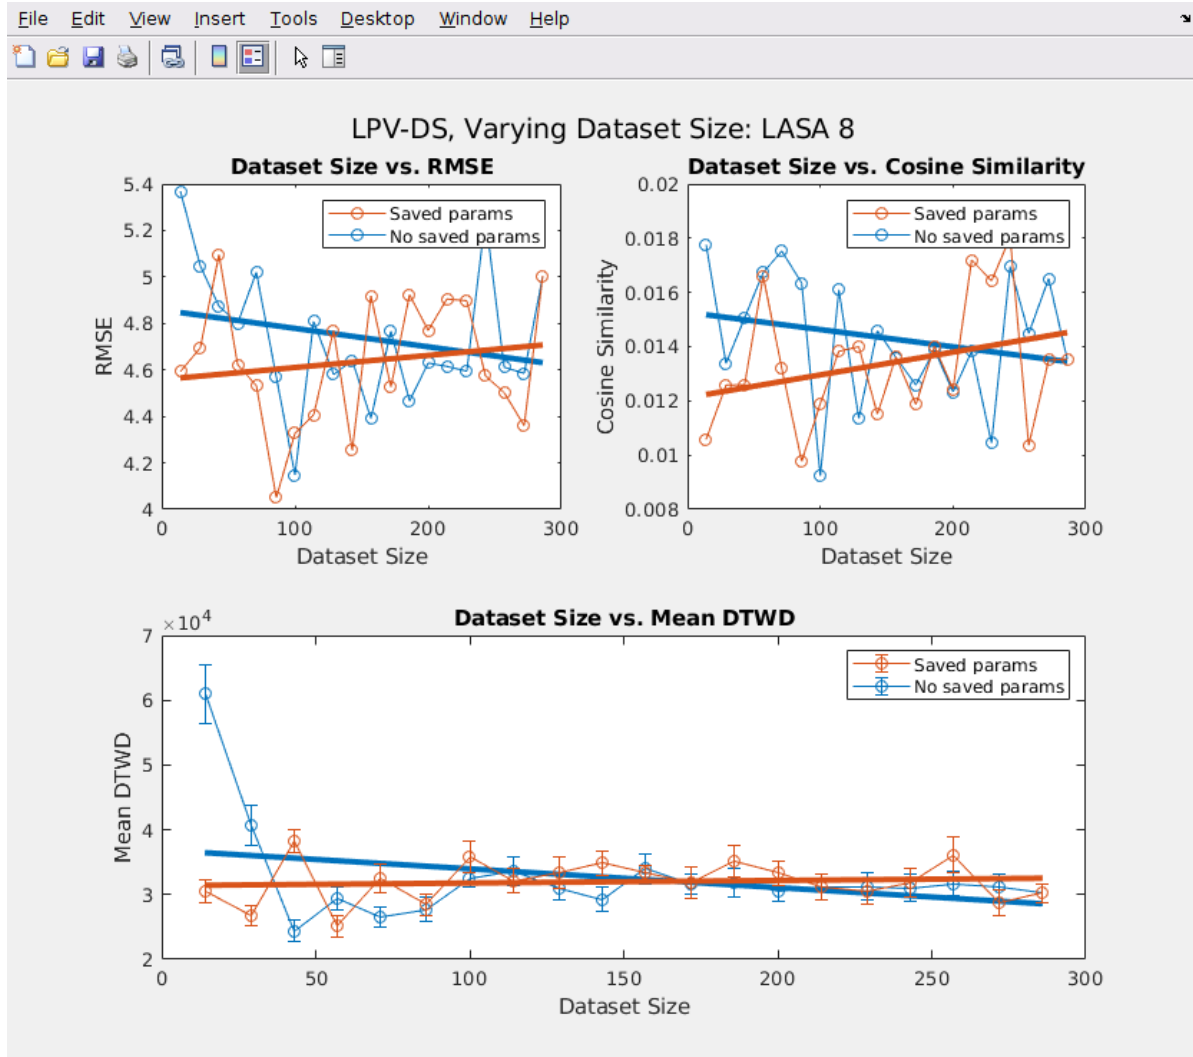 File Edit View Insert Tools Desktop Window Help
LPV-DS, Varying Dataset Size: LASA 8
Dataset Size vs. RMSE
5.4
5.2
5
4.8
4.6
4.4
4.2
4
RMSE
Saved params
No saved params
0 100 200 300
Dataset Size
Dataset Size vs. Cosine Similarity
0.02
0.018
0.016
0.014
0.012
0.01
0.008
Cosine Similarity
Saved params
No saved params
0 100 200 300
Dataset Size
Dataset Size vs. Mean DTWD
×10^4
7
6
5
4
3
2
Mean DTWD
Saved params
No saved params
0 50 100 150 200 250 300
Dataset Size